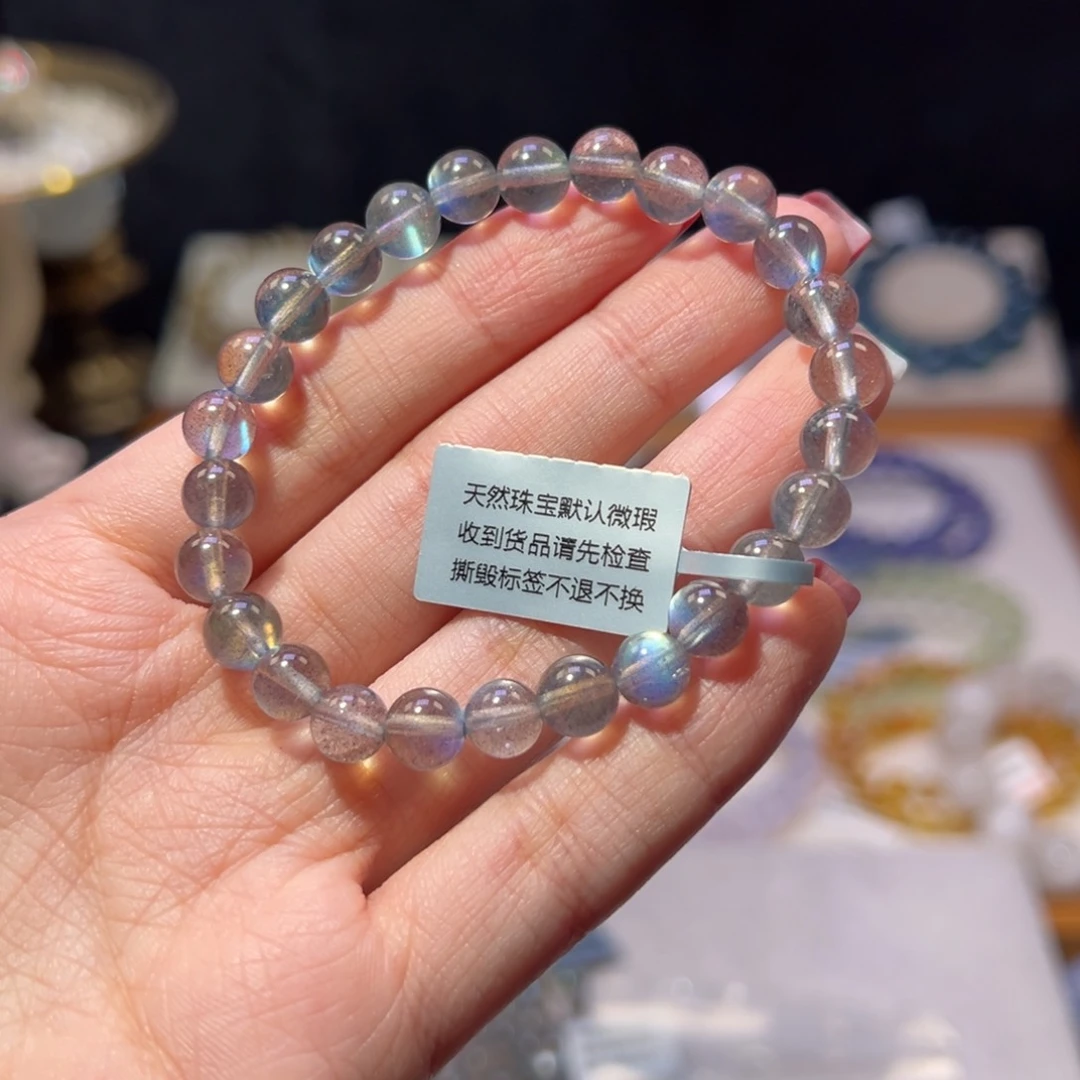 天然珠宝默认微瑕
收到货品请先检查
撕毁标签不退不换